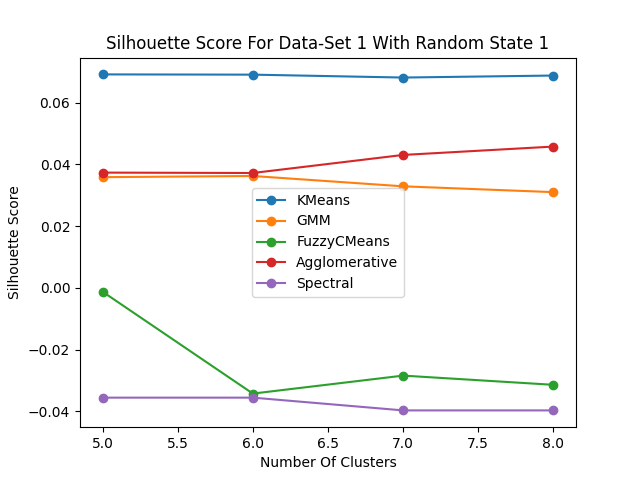 Silhouette Score For Data-Set 1 With Random State 1
Silhouette Score
0.06
0.04
0.02
0.00
−0.02
−0.04
KMeans
GMM
FuzzyCMeans
Agglomerative
Spectral
5.0 5.5 6.0 6.5 7.0 7.5 8.0
Number Of Clusters